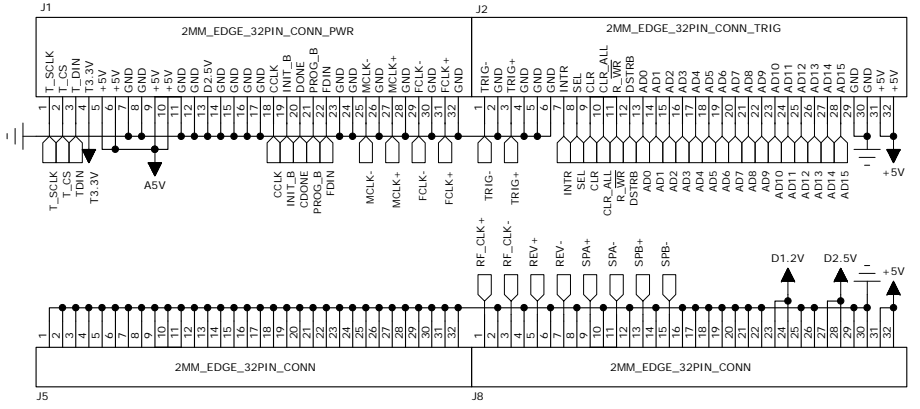 J1
J2
2MM_EDGE_32PIN_CONN_PWR
2MM_EDGE_32PIN_CONN_TRIG
T_SCLK T_CS T_DIN T3.3V +5V +5V GND GND +5V +5V GND GND D2.5V GND GND GND GND CCLK INIT_B DONE PROG_B FDIN GND GND MCLK- GND MCLK+ GND FCLK- GND FCLK+ GND
TRIG- GND TRIG+ GND GND GND INTR SEL CLR CLR_ALL R_WR DSTRB AD0 AD1 AD2 AD3 AD4 AD5 AD6 AD7 AD8 AD9 AD10 AD11 AD12 AD13 AD14 AD15 GND GND +5V +5V
1 2 3 4 5 6 7 8 9 10 11 12 13 14 15 16 17 18 19 20 21 22 23 24 25 26 27 28 29 30 31 32
1 2 3 4 5 6 7 8 9 10 11 12 13 14 15 16 17 18 19 20 21 22 23 24 25 26 27 28 29 30 31 32
T_SCLK T_CS TDIN T3.3V
A5V
CCLK INIT_B CDONE PROG_B FDIN
MCLK- MCLK+ FCLK- FCLK+
TRIG- TRIG+
INTR SEL CLR CLR_ALL R_WR DSTRB AD0 AD1 AD2 AD3 AD4 AD5 AD6 AD7 AD8 AD9 AD10 AD11 AD12 AD13 AD14 AD15
+5V
RF_CLK+ RF_CLK- REV+ REV- SPA+ SPA- SPB+ SPB-
D1.2V
D2.5V
+5V
1 2 3 4 5 6 7 8 9 10 11 12 13 14 15 16 17 18 19 20 21 22 23 24 25 26 27 28 29 30 31 32
1 2 3 4 5 6 7 8 9 10 11 12 13 14 15 16 17 18 19 20 21 22 23 24 25 26 27 28 29 30 31 32
2MM_EDGE_32PIN_CONN
2MM_EDGE_32PIN_CONN
J5
J8